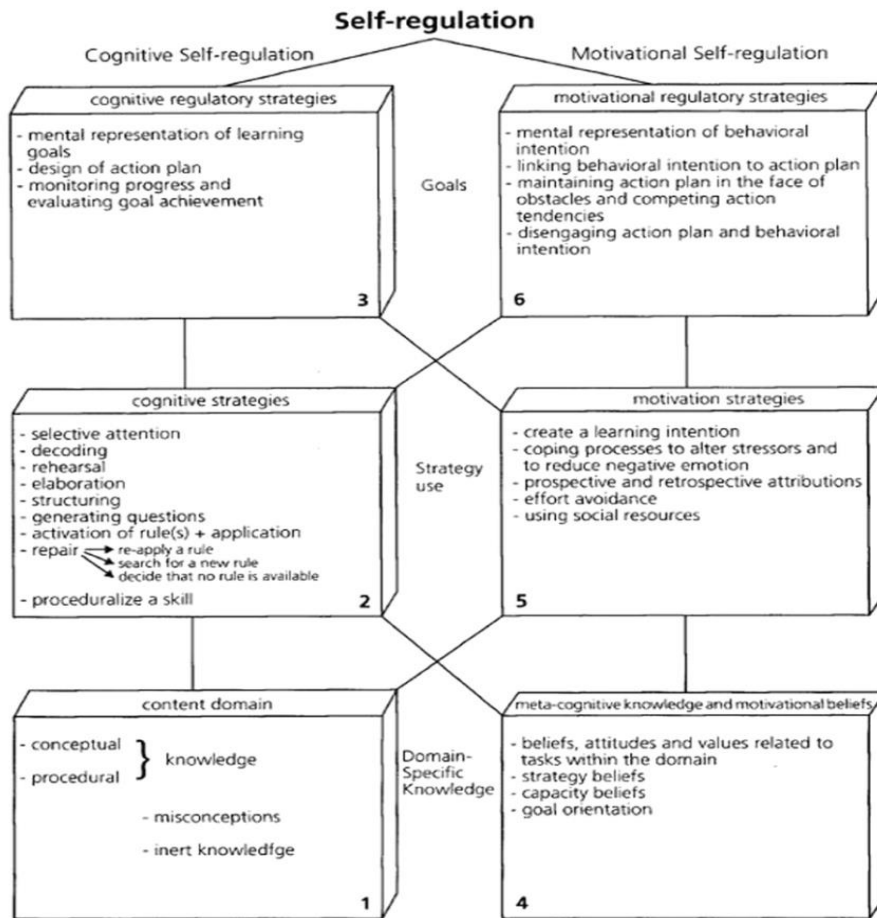 Self-regulation
Cognitive Self-regulation
Motivational Self-regulation
cognitive regulatory strategies
- mental representation of learning
goals
- design of action plan
- monitoring progress and
evaluating goal achievement
3
Goals
motivational regulatory strategies
- mental representation of behavioral
intention
- linking behavioral intention to action plan
- maintaining action plan in the face of
obstacles and competing action
tendencies
- disengaging action plan and behavioral
intention
6
cognitive strategies
- selective attention
- decoding
- rehearsal
- elaboration
- structuring
- generating questions
- activation of rule(s) + application
- repair
re-apply a rule
search for a new rule
decide that no rule is available
- proceduralize a skill
2
Strategy
use
motivation strategies
- create a learning intention
- coping processes to alter stressors and
to reduce negative emotion
- prospective and retrospective attributions
- effort avoidance
- using social resources
5
content domain
- conceptual
- procedural
} knowledge
- misconceptions
- inert knowledfge
1
Domain-
Specific
Knowledge
meta-cognitive knowledge and motivational beliefs
- beliefs, attitudes and values related to
tasks within the domain
- strategy beliefs
- capacity beliefs
- goal orientation
4